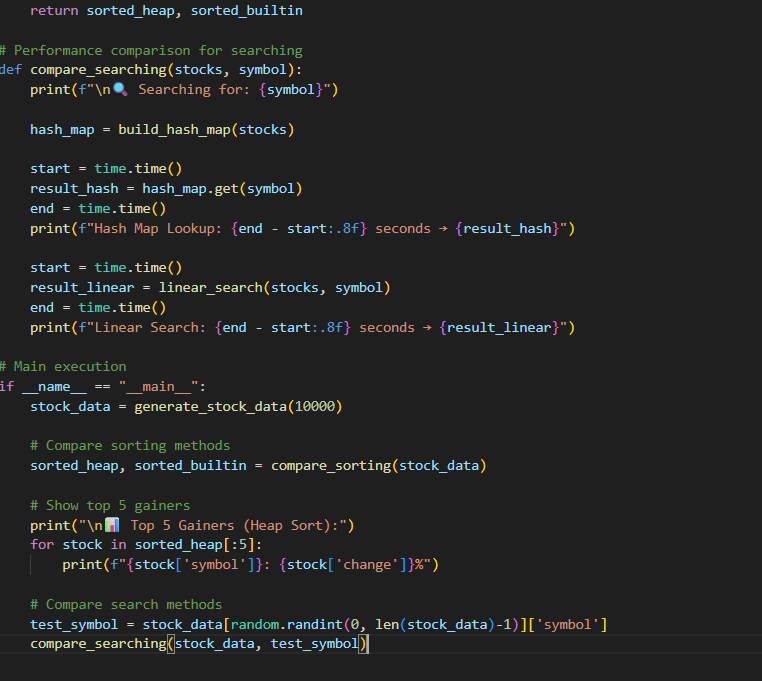 return sorted_heap, sorted_builtin
# Performance comparison for searching
def compare_searching(stocks, symbol):
    print(f"\n🔍 Searching for: {symbol}")
    hash_map = build_hash_map(stocks)
    start = time.time()
    result_hash = hash_map.get(symbol)
    end = time.time()
    print(f"Hash Map Lookup: {end - start:.8f} seconds → {result_hash}")
    start = time.time()
    result_linear = linear_search(stocks, symbol)
    end = time.time()
    print(f"Linear Search: {end - start:.8f} seconds → {result_linear}")
# Main execution
if __name__ == "__main__":
    stock_data = generate_stock_data(10000)
    # Compare sorting methods
    sorted_heap, sorted_builtin = compare_sorting(stock_data)
    # Show top 5 gainers
    print("\n📊 Top 5 Gainers (Heap Sort):")
    for stock in sorted_heap[:5]:
        print(f"{stock['symbol']}: {stock['change']}%")
    # Compare search methods
    test_symbol = stock_data[random.randint(0, len(stock_data)-1)]['symbol']
    compare_searching(stock_data, test_symbol)